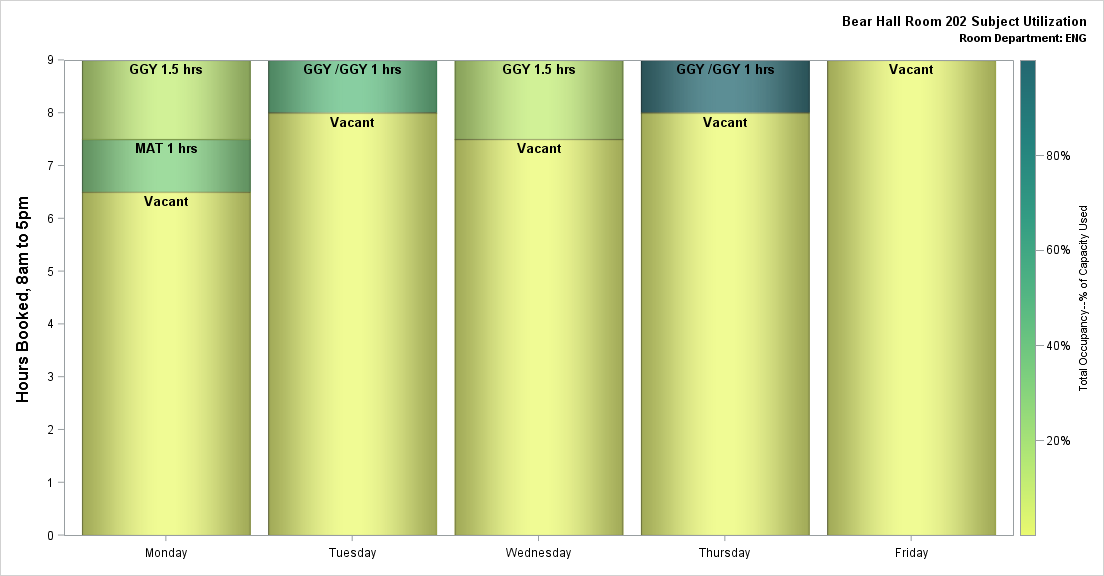 Bear Hall Room 202 Subject Utilization
Room Department: ENG
Hours Booked, 8am to 5pm
9
8
7
6
5
4
3
2
1
0
GGY 1.5 hrs
MAT 1 hrs
Vacant
GGY /GGY 1 hrs
Vacant
GGY 1.5 hrs
Vacant
GGY /GGY 1 hrs
Vacant
Vacant
Monday
Tuesday
Wednesday
Thursday
Friday
80%
60%
40%
20%
Total Occupancy--% of Capacity Used